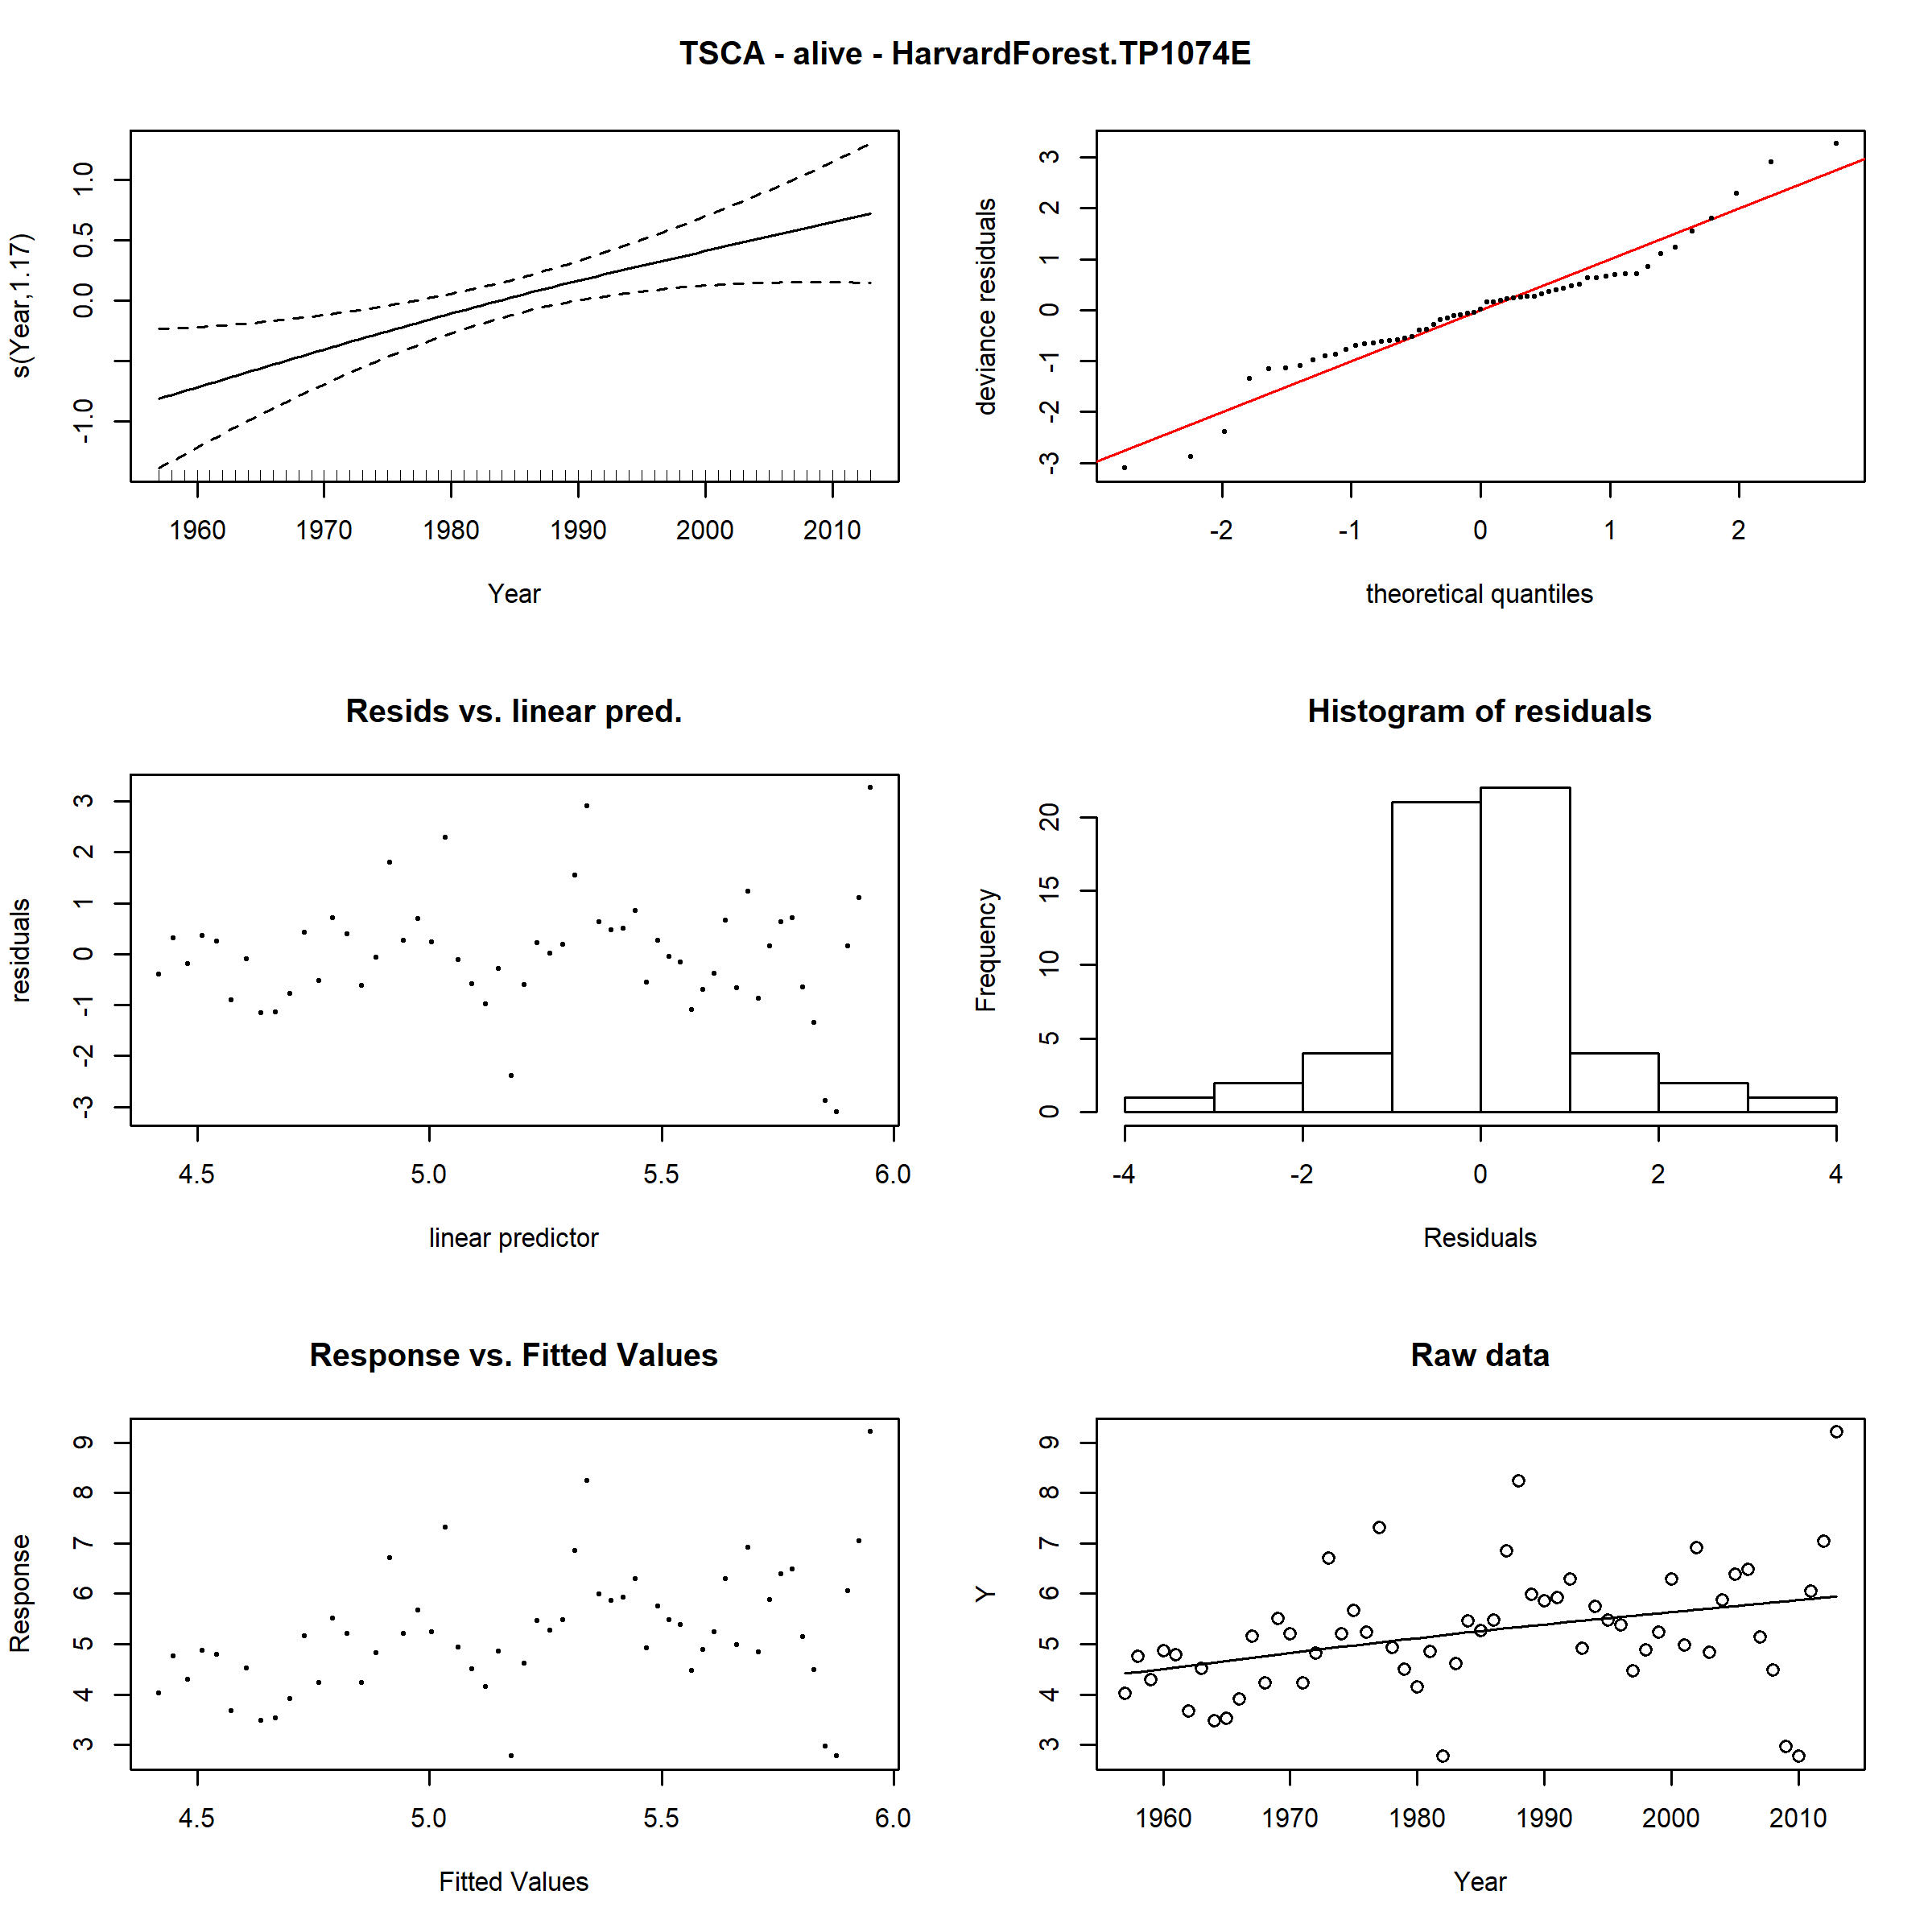 TSCA - alive - HarvardForest.TP1074E
s(Year,1.17)
-1.0 0.0 0.5 1.0
1960 1970 1980 1990 2000 2010
Year
deviance residuals
-3 -2 -1 0 1 2 3
-2 -1 0 1 2
theoretical quantiles
Resids vs. linear pred.
residuals
-3 -2 -1 0 1 2 3
4.5 5.0 5.5 6.0
linear predictor
Histogram of residuals
Frequency
0 5 10 15 20
-4 -2 0 2 4
Residuals
Response vs. Fitted Values
Response
3 4 5 6 7 8 9
4.5 5.0 5.5 6.0
Fitted Values
Raw data
Y
3 4 5 6 7 8 9
1960 1970 1980 1990 2000 2010
Year